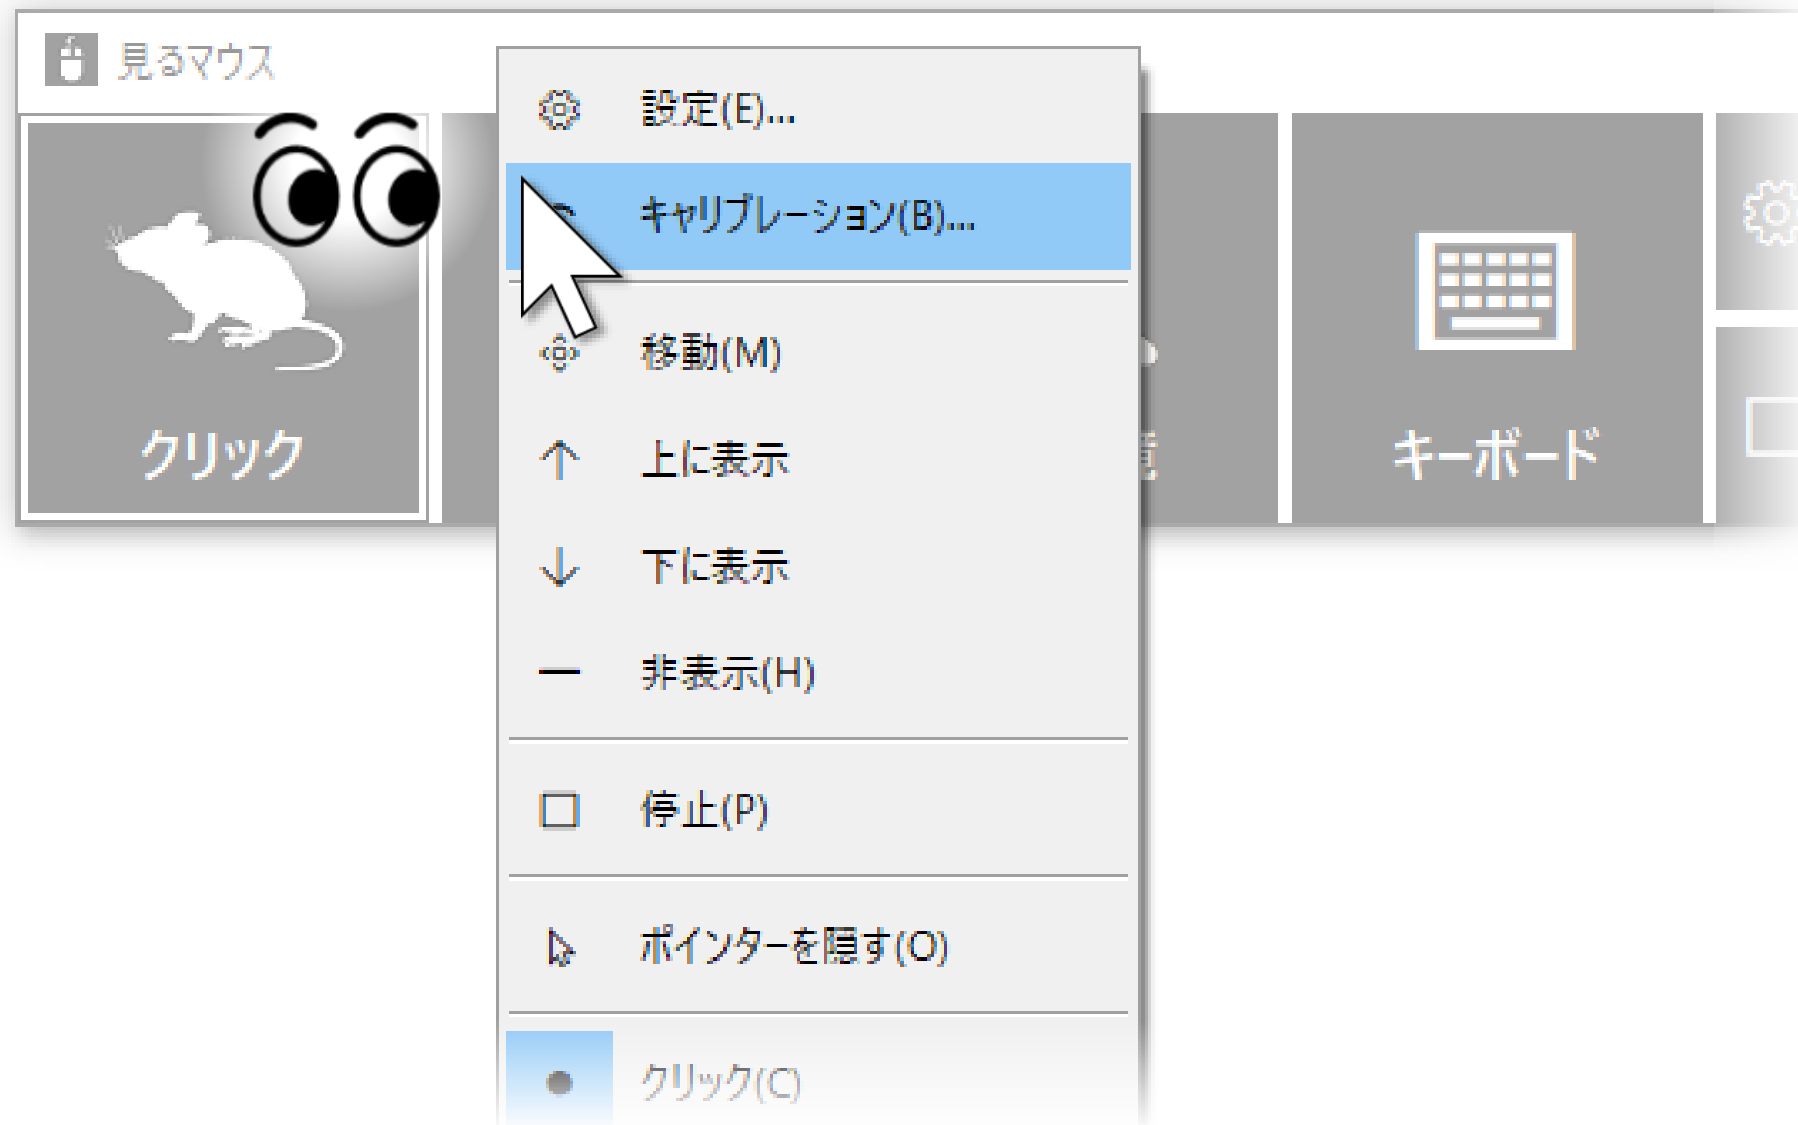 見るマウス
設定(E)...
キャリブレーション(B)...
移動(M)
上に表示
下に表示
非表示(H)
停止(P)
ポインターを隠す(O)
クリック(C)
クリック
キーボード